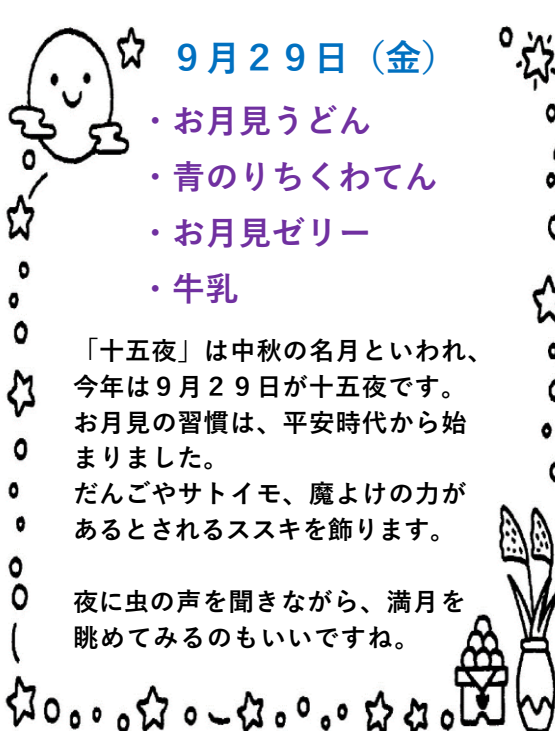 ９月２９日（金）
・お月見うどん
・青のりちくわてん
・お月見ゼリー
・牛乳
「十五夜」は中秋の名月といわれ、
今年は９月２９日が十五夜です。
お月見の習慣は、平安時代から始
まりました。
だんごやサトイモ、魔よけの力が
あるとされるススキを飾ります。
夜に虫の声を聞きながら、満月を
眺めてみるのもいいですね。